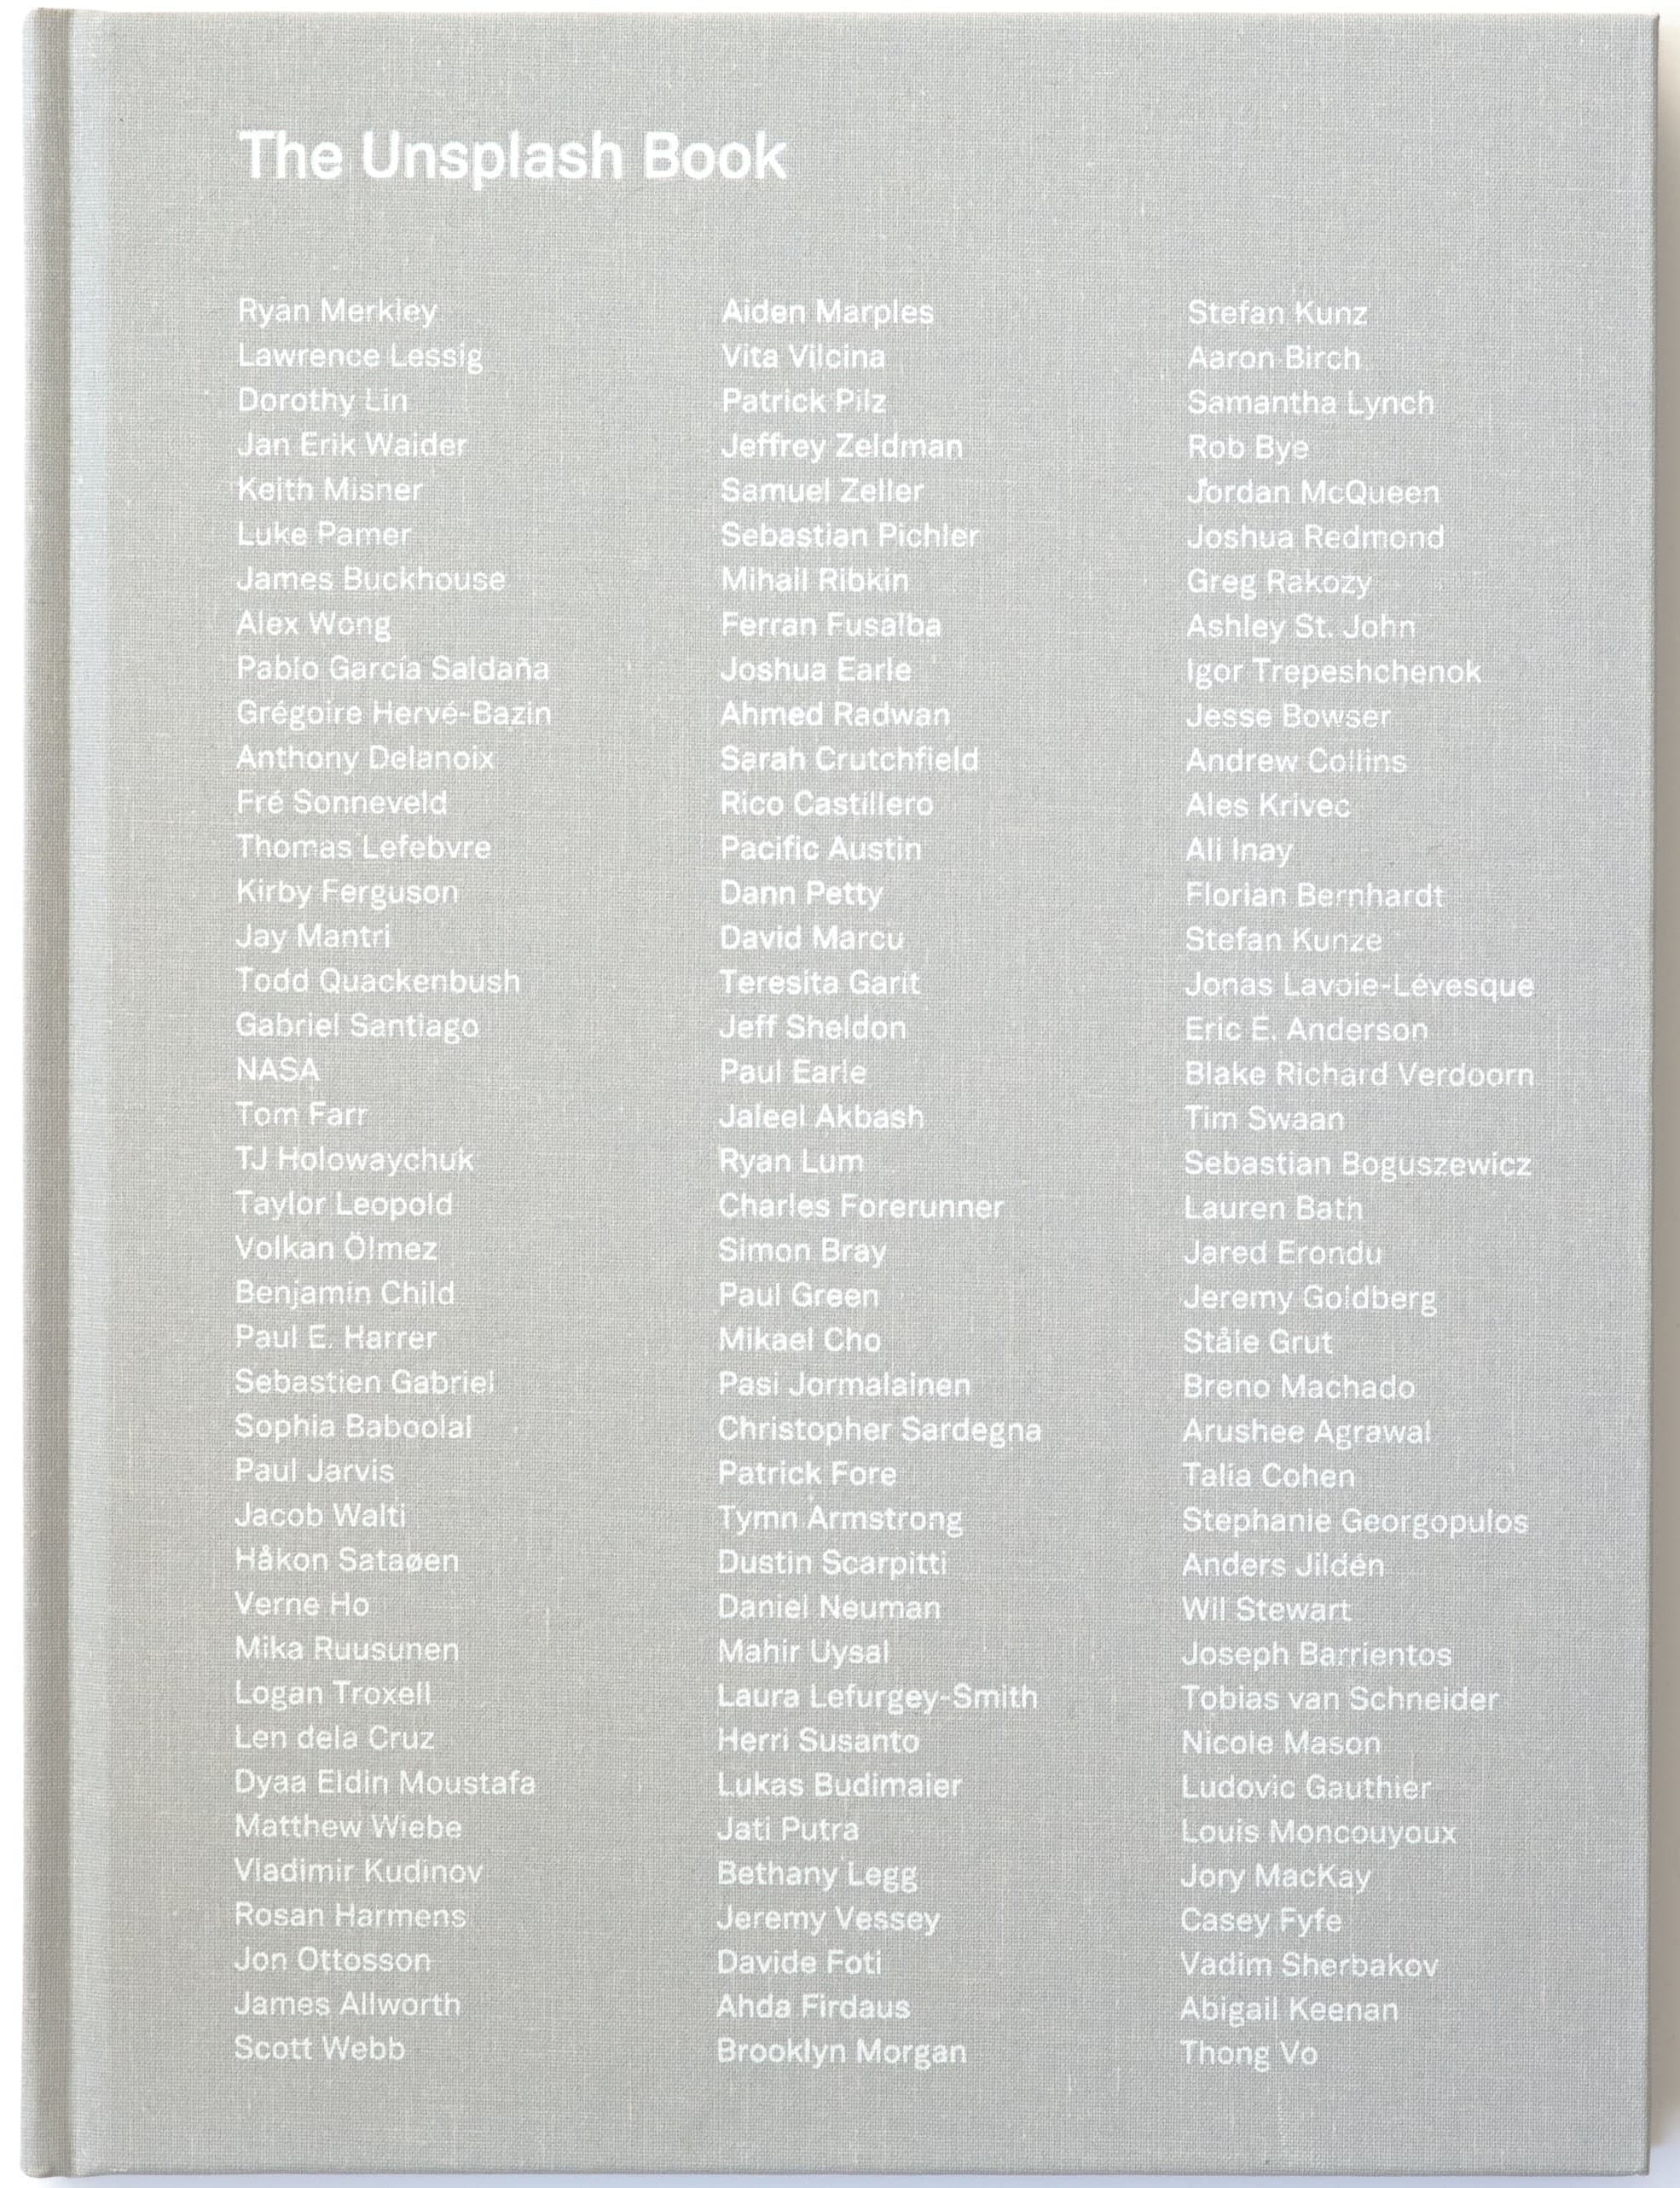 The Unsplash Book
Ryan Merkley
Lawrence Lessig
Dorothy Lin
Jan Erik Waider
Keith Misner
Luke Pamer
James Buckhouse
Alex Wong
Pablo García Saldaña
Grégoire Hervé-Bazin
Anthony Delanoix
Fré Sonneveld
Thomas Lefebvre
Kirby Ferguson
Jay Mantri
Todd Quackenbush
Gabriel Santiago
NASA
Tom Farr
TJ Holowaychuk
Taylor Leopold
Volkan Ölmez
Benjamin Child
Paul E. Harrer
Sebastien Gabriel
Sophia Baboolal
Paul Jarvis
Jacob Walti
Håkon Sataøen
Verne Ho
Mika Ruusunen
Logan Troxell
Len dela Cruz
Dyaa Eldin Moustafa
Matthew Wiebe
Vladimir Kudinov
Rosan Harmens
Jon Ottosson
James Allworth
Scott Webb
Aiden Marples
Vita Vilcina
Patrick Pilz
Jeffrey Zeldman
Samuel Zeller
Sebastian Pichler
Mihail Ribkin
Ferran Fusalba
Joshua Earle
Ahmed Radwan
Sarah Crutchfield
Rico Castillero
Pacific Austin
Dann Petty
David Marcu
Teresita Garit
Jeff Sheldon
Paul Earle
Jaleel Akbash
Ryan Lum
Charles Forerunner
Simon Bray
Paul Green
Mikael Cho
Pasi Jormalainen
Christopher Sardegna
Patrick Fore
Tymn Armstrong
Dustin Scarpitti
Daniel Neuman
Mahir Uysal
Laura Lefurgey-Smith
Herri Susanto
Lukas Budimaier
Jati Putra
Bethany Legg
Jeremy Vessey
Davide Foti
Ahda Firdaus
Brooklyn Morgan
Stefan Kunz
Aaron Birch
Samantha Lynch
Rob Bye
Jordan McQueen
Joshua Redmond
Greg Rakozy
Ashley St. John
Igor Trepeshchenok
Jesse Bowser
Andrew Collins
Ales Krivec
Ali Inay
Florian Bernhardt
Stefan Kunze
Jonas Lavoie-Lévesque
Eric E. Anderson
Blake Richard Verdoorn
Tim Swaan
Sebastian Boguszewicz
Lauren Bath
Jared Erondu
Jeremy Goldberg
Ståle Grut
Breno Machado
Arushee Agrawal
Talia Cohen
Stephanie Georgopulos
Anders Jildén
Wil Stewart
Joseph Barrientos
Tobias van Schneider
Nicole Mason
Ludovic Gauthier
Louis Moncouyoux
Jory MacKay
Casey Fyfe
Vadim Sherbakov
Abigail Keenan
Thong Vo